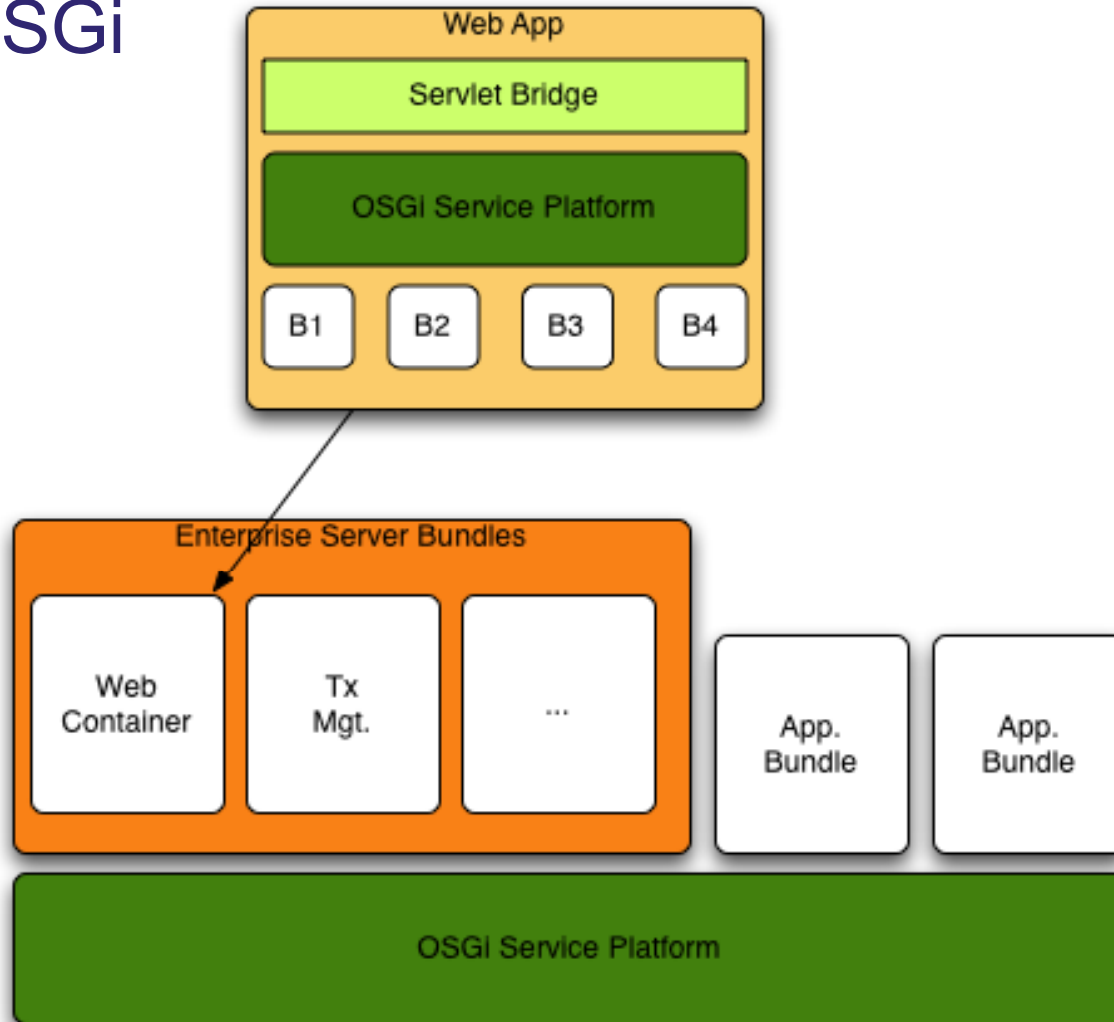 SGi
Web App
Servlet Bridge
OSGi Service Platform
B1 B2 B3 B4
Enterprise Server Bundles
Web
Container
Tx
Mgt.
...
App.
Bundle
App.
Bundle
OSGi Service Platform